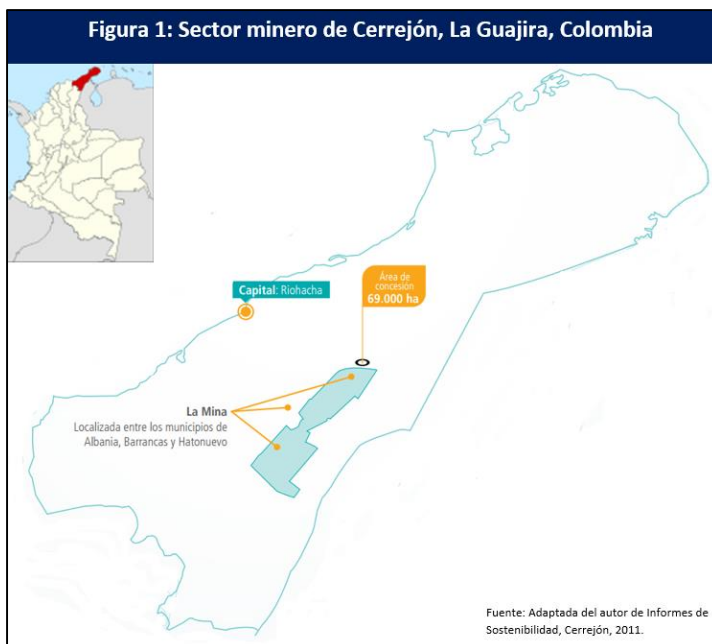 Figura 1: Sector minero de Cerrejón, La Guajira, Colombia
Capital: Riohacha
Área de
concesión
69.000 ha
La Mina
Localizada entre los municipios de
Albania, Barrancas y Hatonuevo
Fuente: Adaptada del autor de Informes de
Sostenibilidad, Cerrejón, 2011.